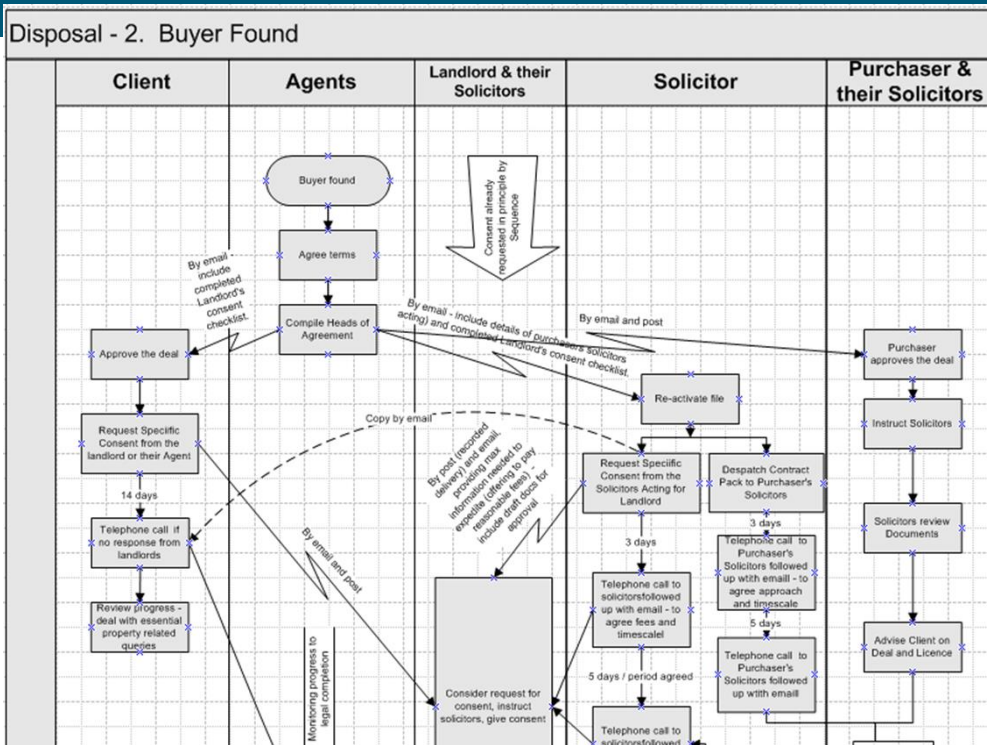 Disposal - 2.  Buyer Found
Client
Agents
Landlord & their
Solicitors
Solicitor
Purchaser &
their Solicitors
Buyer found
Consent already
requested in principle by
Sequence
Agree terms
By email -
include
completed
Landlord's
consent
checklist.
Compile Heads of
Agreement
By email - include details of purchasers solicitors
acting) and completed Landlord's consent checklist.
By email and post
Approve the deal
Purchaser
approves the deal
Re-activate file
Instruct Solicitors
Copy by email
Request Speciific
Consent from the
landlord or their Agent
By post (recorded
delivery) and email,
providing max
information needed to
expedite (offering to pay
reasonable fees) -
include draft docs for
approval
Request Speciific
Consent from the
Solicitors Acting for
Landlord
Despatch Contract
Pack to Purchaser's
Solicitors
14 days
3 days
3 days
Telephone call  if
no response from
landlords
By email and post
Solicitors review
Documents
Telephone call to
Purchaser's
Solicitors followed
up wtih emaill - to
agree approach
and timescale
Telephone call to
solicitorsfollowed
up with email - to
agree fees and
timescalel
5 days
Review progress -
deal with essential
property related
queries
Advise Client on
Deal and Licence
Telephone call  to
Purchaser's
Solicitors followed
up wtith emaill
Monitoring progress to
legal completion
5 days / period agreed
Consider request for
consent, instruct
solicitors, give consent
Telephone call to
solicitorsfollowed